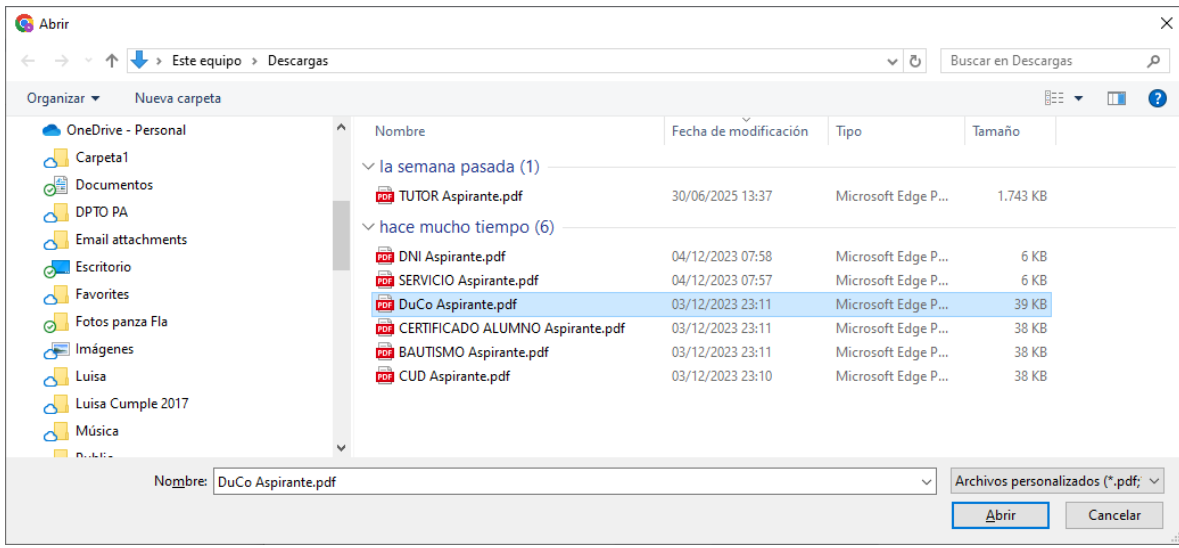 Abrir
Este equipo > Descargas
Buscar en Descargas
Organizar
Nueva carpeta
OneDrive - Personal
Carpeta1
Documentos
DPTO PA
Email attachments
Escritorio
Favorites
Fotos panza Fla
Imágenes
Luisa
Luisa Cumple 2017
Música
Nombre Fecha de modificación Tipo Tamaño
la semana pasada (1)
PDF TUTOR Aspirante.pdf 30/06/2025 13:37 Microsoft Edge P... 1.743 KB
hace mucho tiempo (6)
PDF DNI Aspirante.pdf 04/12/2023 07:58 Microsoft Edge P... 6 KB
PDF SERVICIO Aspirante.pdf 04/12/2023 07:57 Microsoft Edge P... 6 KB
PDF DuCo Aspirante.pdf 03/12/2023 23:11 Microsoft Edge P... 39 KB
PDF CERTIFICADO ALUMNO Aspirante.pdf 03/12/2023 23:11 Microsoft Edge P... 38 KB
PDF BAUTISMO Aspirante.pdf 03/12/2023 23:11 Microsoft Edge P... 38 KB
PDF CUD Aspirante.pdf 03/12/2023 23:10 Microsoft Edge P... 38 KB
Nombre: DuCo Aspirante.pdf
Archivos personalizados (*.pdf;
Abrir
Cancelar